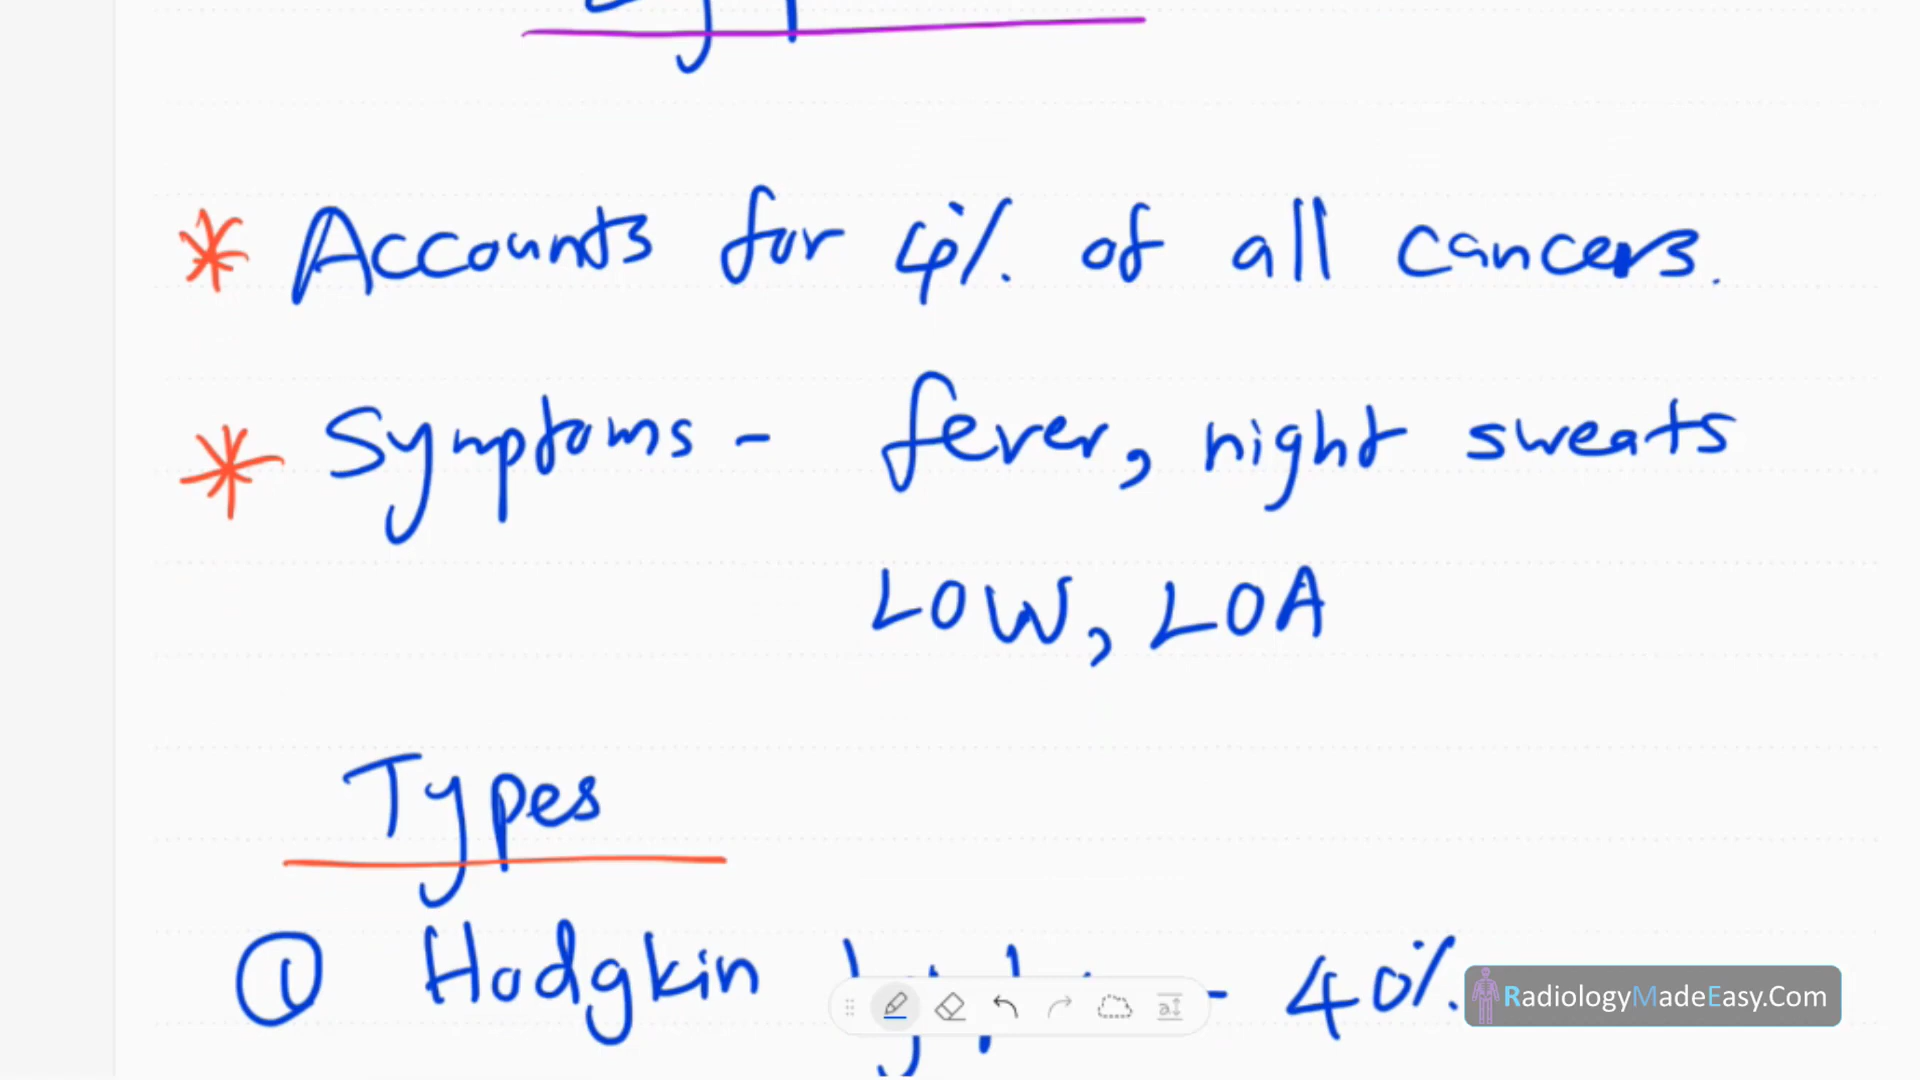 * Accounts for 4% of all cancers.
* Symptoms - fever, night sweats
LOW, LOA
Types
① Hodgkin - 40%.
RadiologyMadeEasy.Com